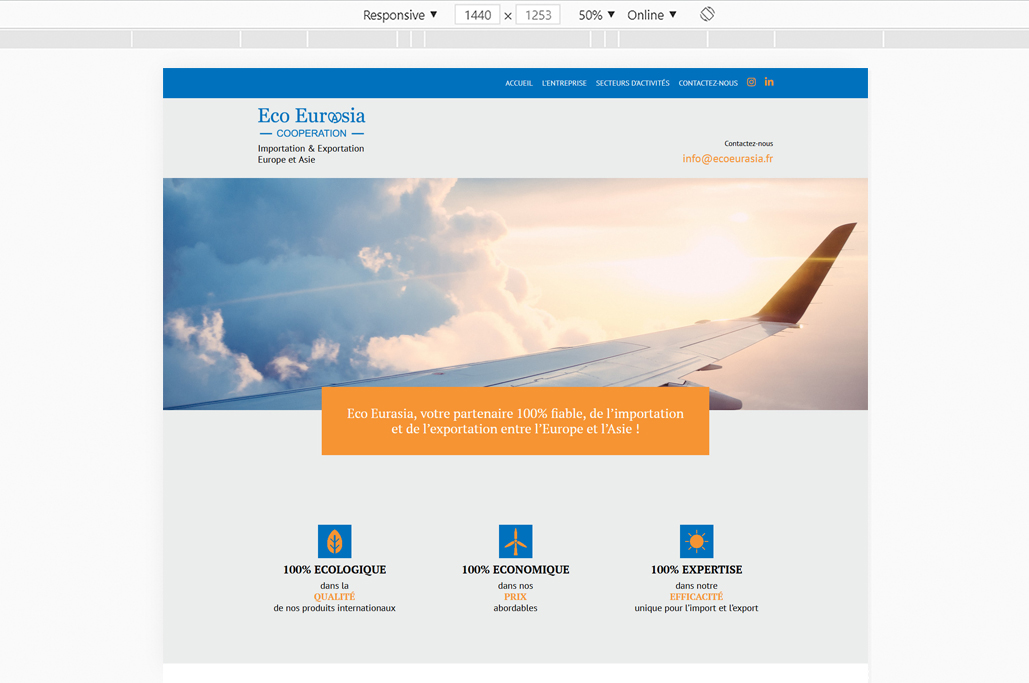 Responsive ▼ 1440 × 1253 50% ▼ Online ▼
ACCUEIL L'ENTREPRISE SECTEURS D'ACTIVITÉS CONTACTEZ-NOUS
Eco Eurasia
COOPERATION
Importation & Exportation
Europe et Asie
Contactez-nous
info@ecoeurasia.fr
Eco Eurasia, votre partenaire 100% fiable, de l'importation
et de l'exportation entre l'Europe et l'Asie !
100% ECOLOGIQUE
dans la
QUALITÉ
de nos produits internationaux
100% ECONOMIQUE
dans nos
PRIX
abordables
100% EXPERTISE
dans notre
EFFICACITÉ
unique pour l'import et l'export